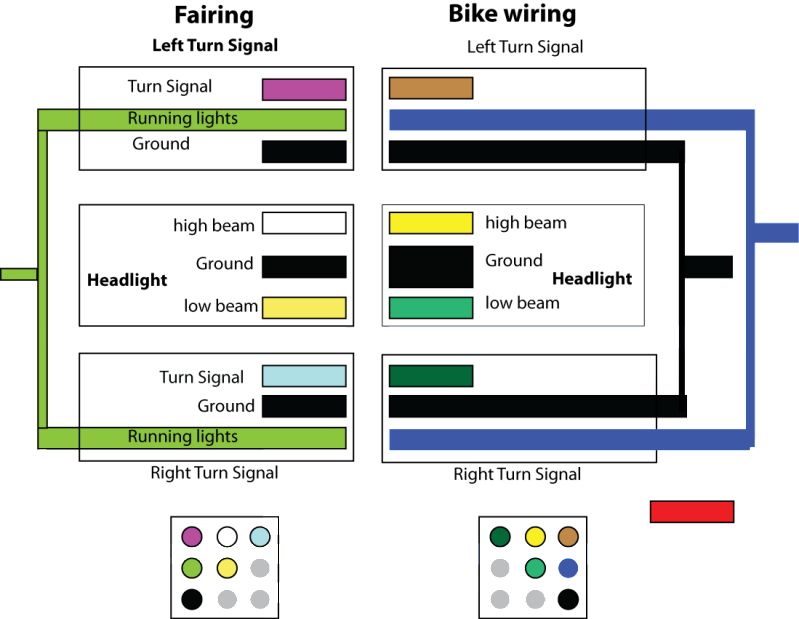 Fairing
Bike wiring
Left Turn Signal
Left Turn Signal
Turn Signal
Running lights
Ground
high beam
Ground
Headlight
low beam
high beam
Ground
Headlight
low beam
Turn Signal
Ground
Running lights
Right Turn Signal
Right Turn Signal